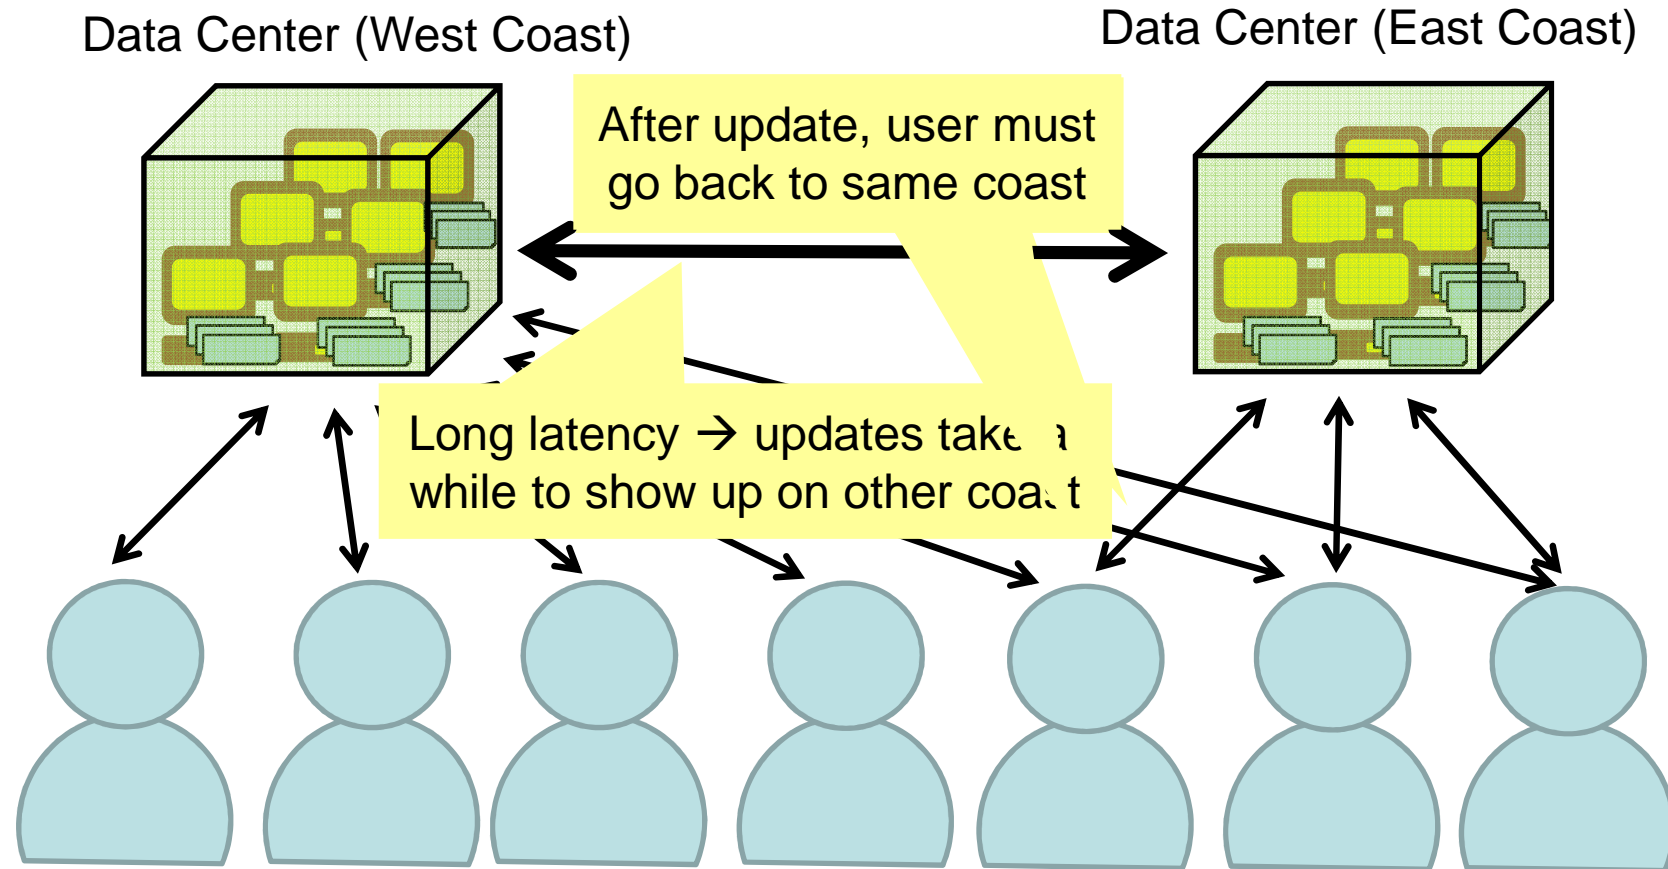 Data Center (West Coast)
Data Center (East Coast)
After update, user must
go back to same coast
Long latency → updates take a
while to show up on other coast